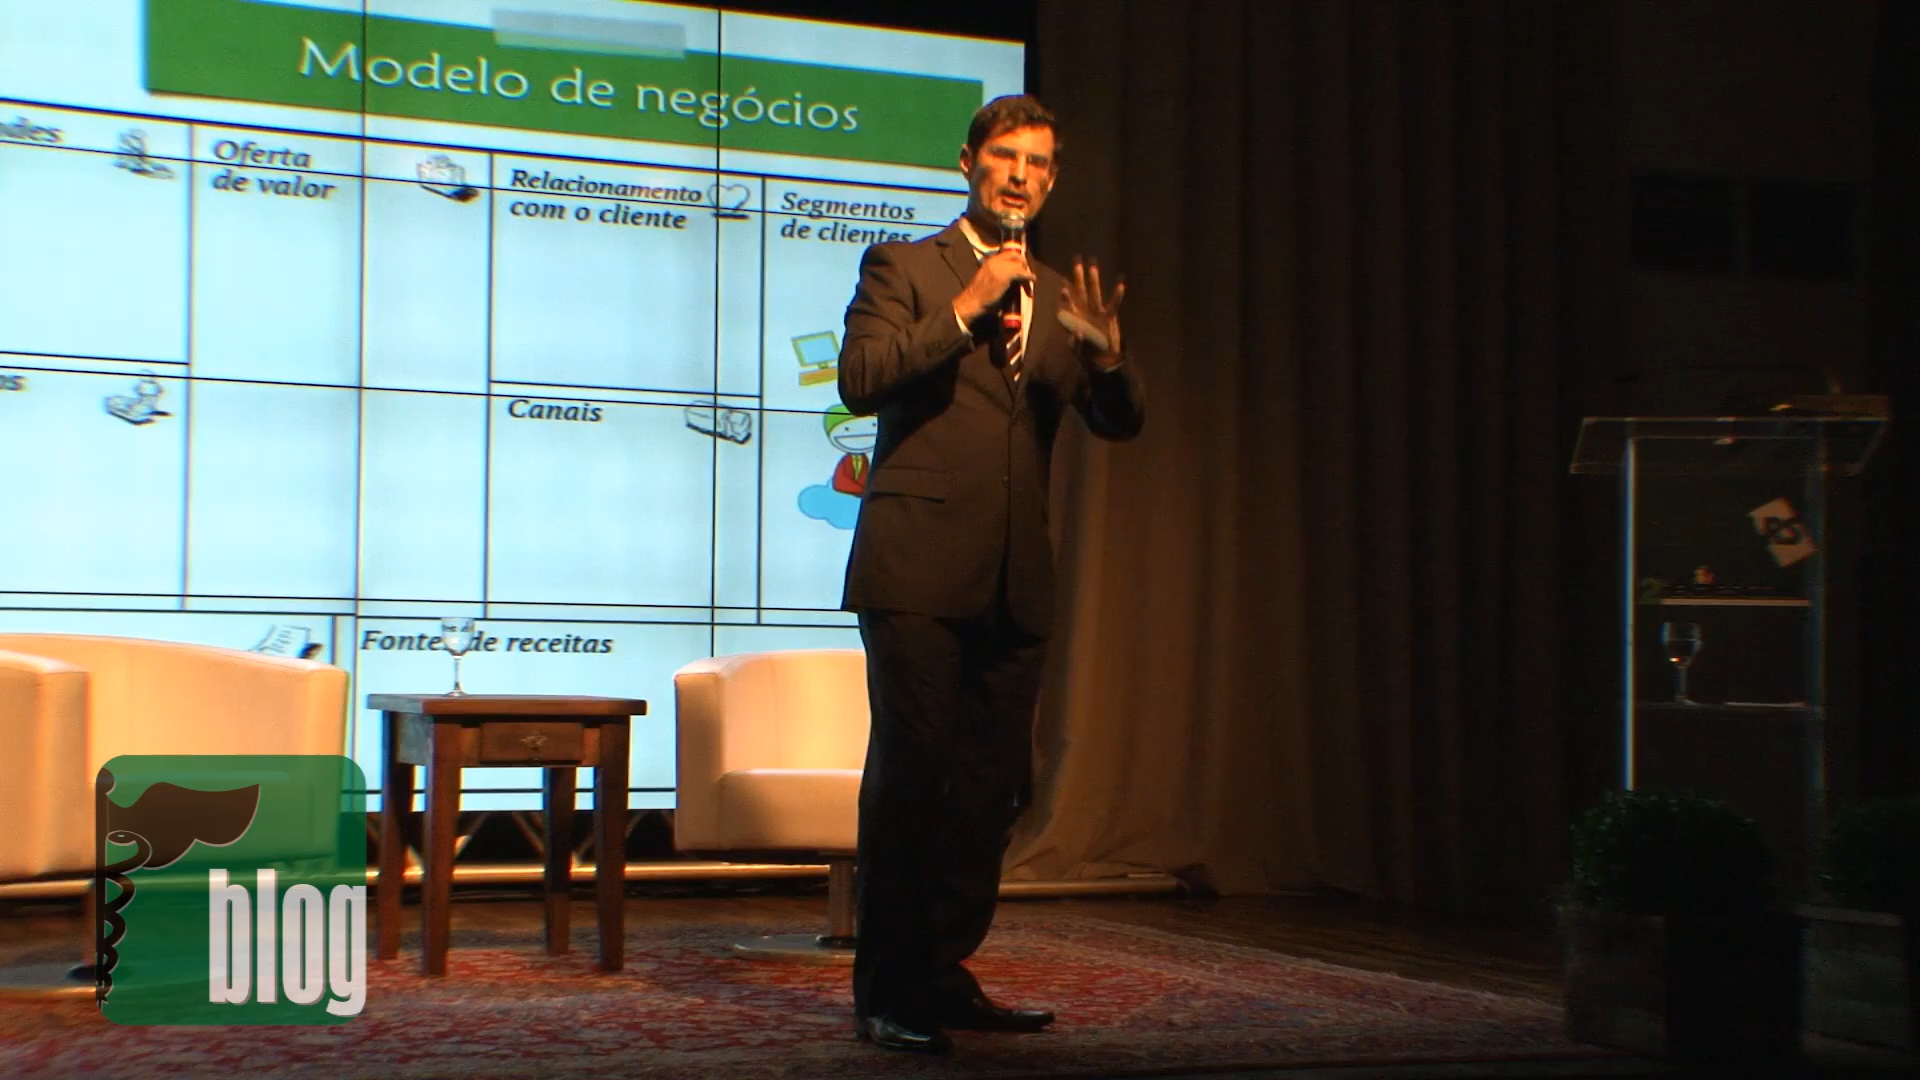 Modelo de negócios
Oferta
de valor
Relacionamento
com o cliente
Segmentos
de clientes
Canais
Fontes de receitas
blog